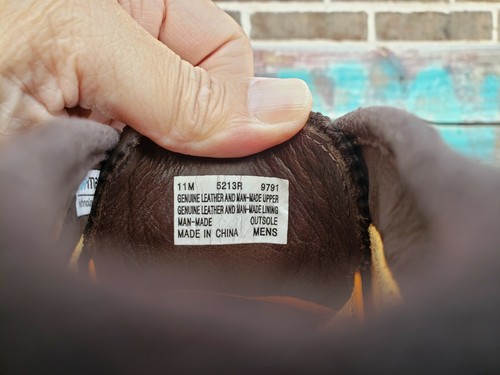 11M 5213R 9791
GENUINE LEATHER AND MAN-MADE UPPER
GENUINE LEATHER AND MAN-MADE LINING
MAN-MADE OUTSOLE
MADE IN CHINA MENS